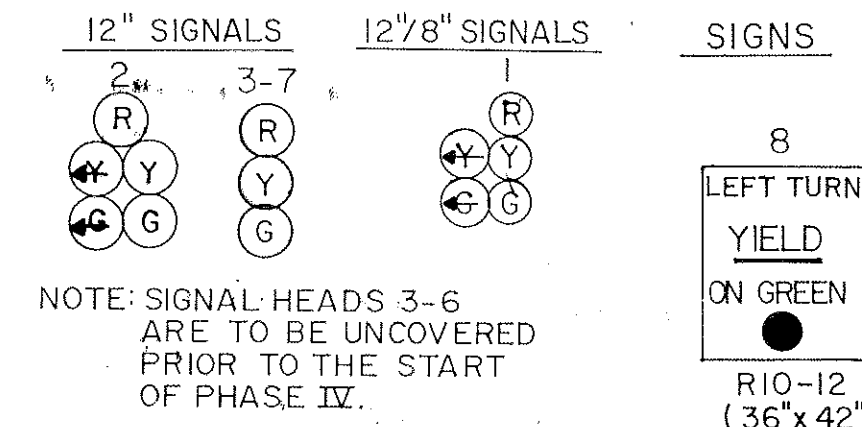 12" SIGNALS
2 3-7
R
Y Y
G G
R
Y
G
12"/8" SIGNALS
1
R
Y Y
G G
SIGNS
8
LEFT TURN
YIELD
ON GREEN
R10-12
(36"x42"
NOTE: SIGNAL HEADS 3-6
ARE TO BE UNCOVERED
PRIOR TO THE START
OF PHASE IV.